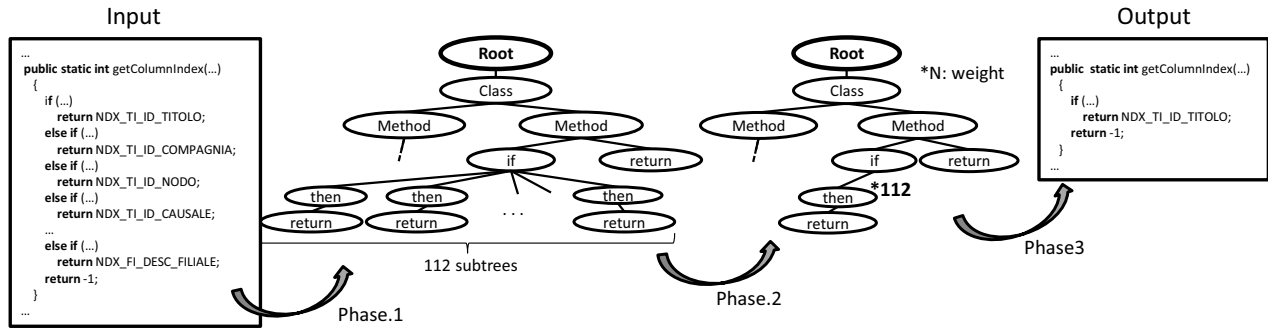 Input
...
public static int getColumnIndex(...)
{
if (...)
return NDX_TI_ID_TITOLO;
else if (...)
return NDX_TI_ID_COMPAGNIA;
else if (...)
return NDX_TI_ID_NODO;
else if (...)
return NDX_TI_ID_CAUSALE;
...
else if (...)
return NDX_FI_DESC_FILIALE;
return -1;
}
...
Phase.1
Root
Class
Method Method
if return
then then then
return return . . . return
112 subtrees
Phase.2
Root
*N: weight
Class
Method Method
if return
then *112
return
Phase3
Output
...
public static int getColumnIndex(...)
{
if (...)
return NDX_TI_ID_TITOLO;
return -1;
}
...